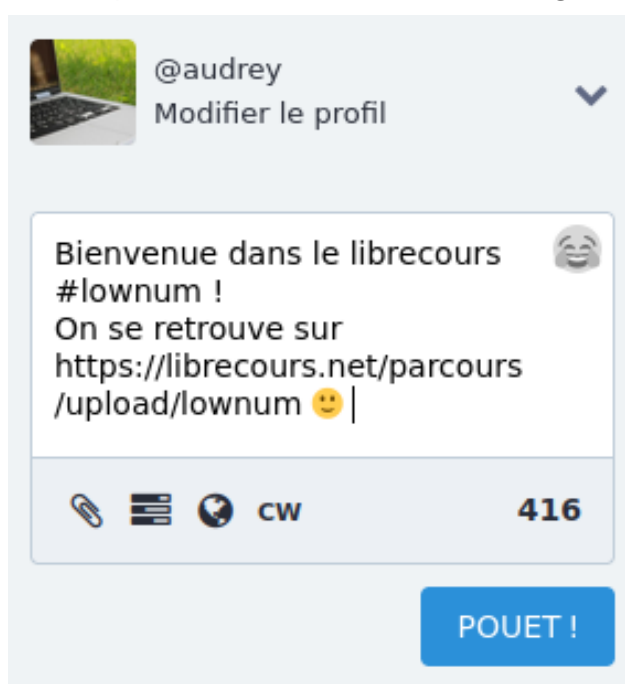 @audrey
Modifier le profil
Bienvenue dans le librecours
#lownum !
On se retrouve sur
https://librecours.net/parcours
/upload/lownum 🙂
CW 416
POUET !